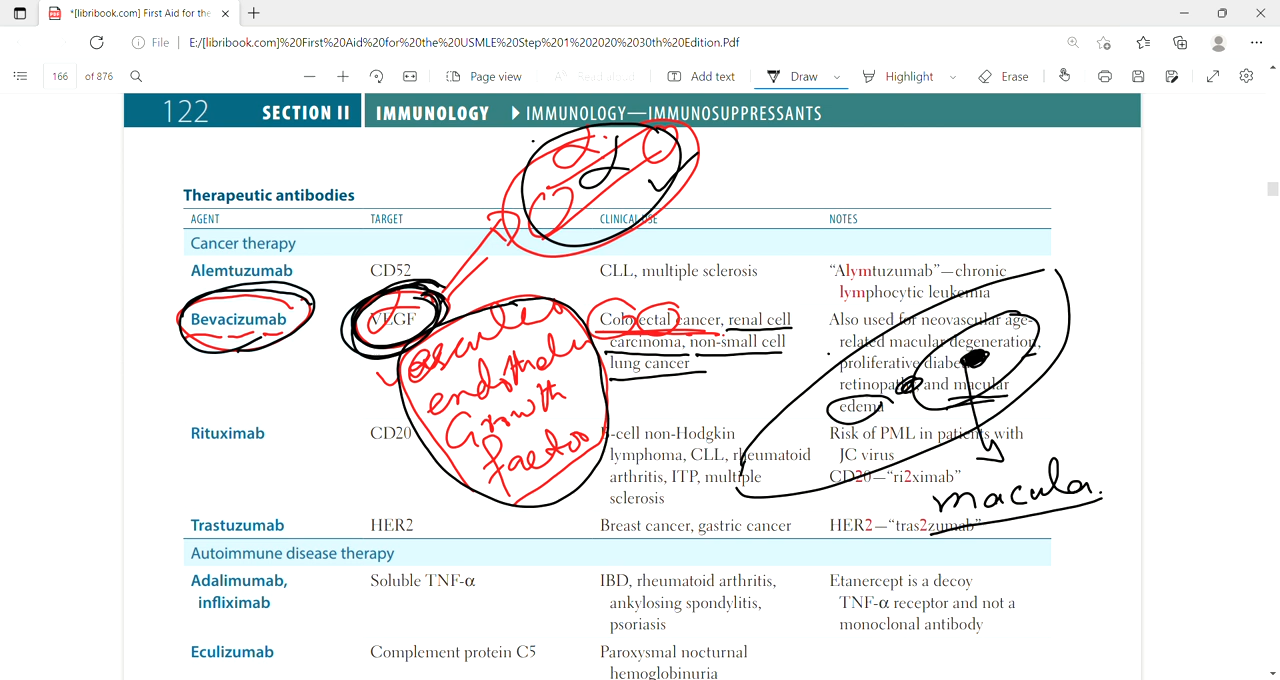 *[libribook.com] First Aid for the
File
E:/[libribook.com]%20First%20Aid%20for%20the%20USMLE%20Step%201%202020%2030th%20Edition.Pdf
166 of 876
Page view
Read aloud
Add text
Draw
Highlight
Erase
122 SECTION II IMMUNOLOGY IMMUNOLOGY—IMMUNOSUPPRESSANTS
Therapeutic antibodies
AGENT TARGET CLINICAL USE NOTES
Cancer therapy
Alemtuzumab CD52 CLL, multiple sclerosis “Alymtuzumab”—chronic
lymphocytic leukemia
Bevacizumab VEGF Colorectal cancer, renal cell Also used for neovascular age-
carcinoma, non-small cell related macular degeneration,
lung cancer proliferative
retinopathy, and macular
edema
endothelial
Growth
factor
Rituximab CD20 B-cell non-Hodgkin Risk of PML in patients with
lymphoma, CLL, rheumatoid JC virus
arthritis, ITP, multiple CD20—“ri2ximab”
sclerosis
macula.
Trastuzumab HER2 Breast cancer, gastric cancer HER2—“tras2zumab”
Autoimmune disease therapy
Adalimumab, Soluble TNF-α IBD, rheumatoid arthritis, Etanercept is a decoy
infliximab ankylosing spondylitis, TNF-α receptor and not a
psoriasis monoclonal antibody
Eculizumab Complement protein C5 Paroxysmal nocturnal
hemoglobinuria